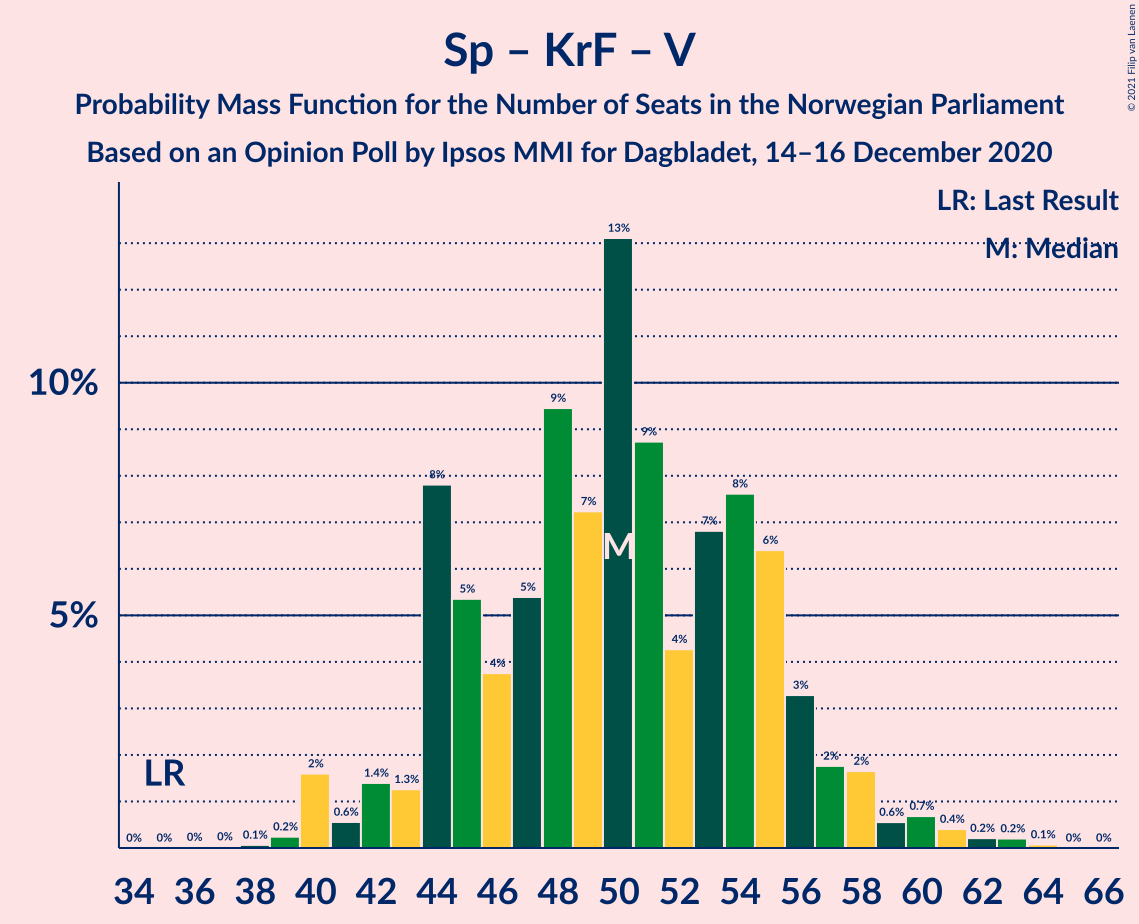 Sp – KrF – V
Probability Mass Function for the Number of Seats in the Norwegian Parliament
Based on an Opinion Poll by Ipsos MMI for Dagbladet, 14–16 December 2020
© 2021 Filip van Laenen
LR: Last Result
M: Median
10%
5%
LR
M
0% 0% 0% 0% 0.1% 0.2% 2% 0.6% 1.4% 1.3% 8% 5% 4% 5% 9% 7% 13% 9% 4% 7% 8% 6% 3% 2% 2% 0.6% 0.7% 0.4% 0.2% 0.2% 0.1% 0% 0%
34 36 38 40 42 44 46 48 50 52 54 56 58 60 62 64 66